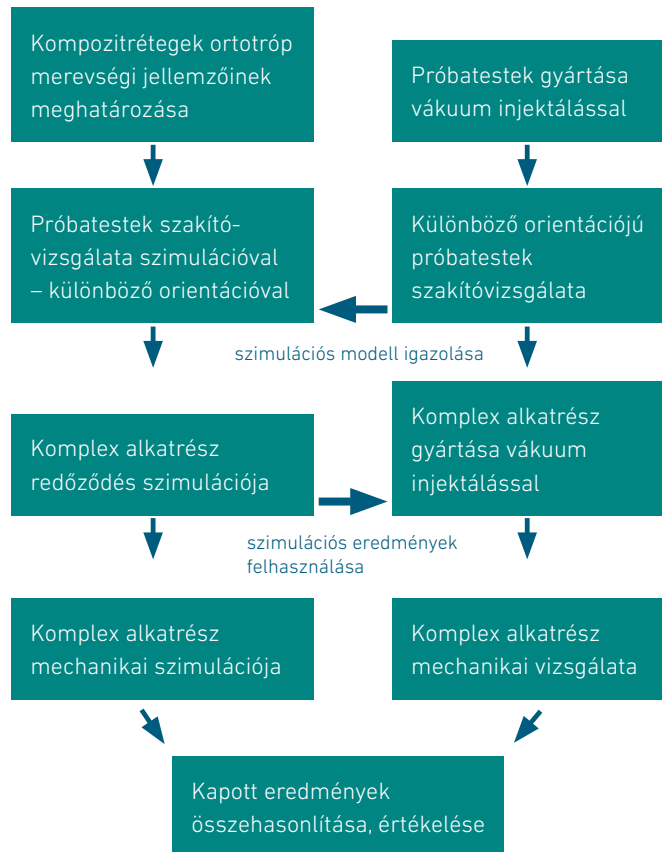 Kompozitrétegek ortotróp
merevségi jellemzőinek
meghatározása
Próbatestek gyártása
vákuum injektálással
Próbatestek szakító-
vizsgálata szimulációval
– különböző orientációval
Különböző orientációjú
próbatestek
szakítóvizsgálata
szimulációs modell igazolása
Komplex alkatrész
redőződés szimulációja
Komplex alkatrész
gyártása vákuum
injektálással
szimulációs eredmények
felhasználása
Komplex alkatrész
mechanikai szimulációja
Komplex alkatrész
mechanikai vizsgálata
Kapott eredmények
összehasonlítása, értékelése